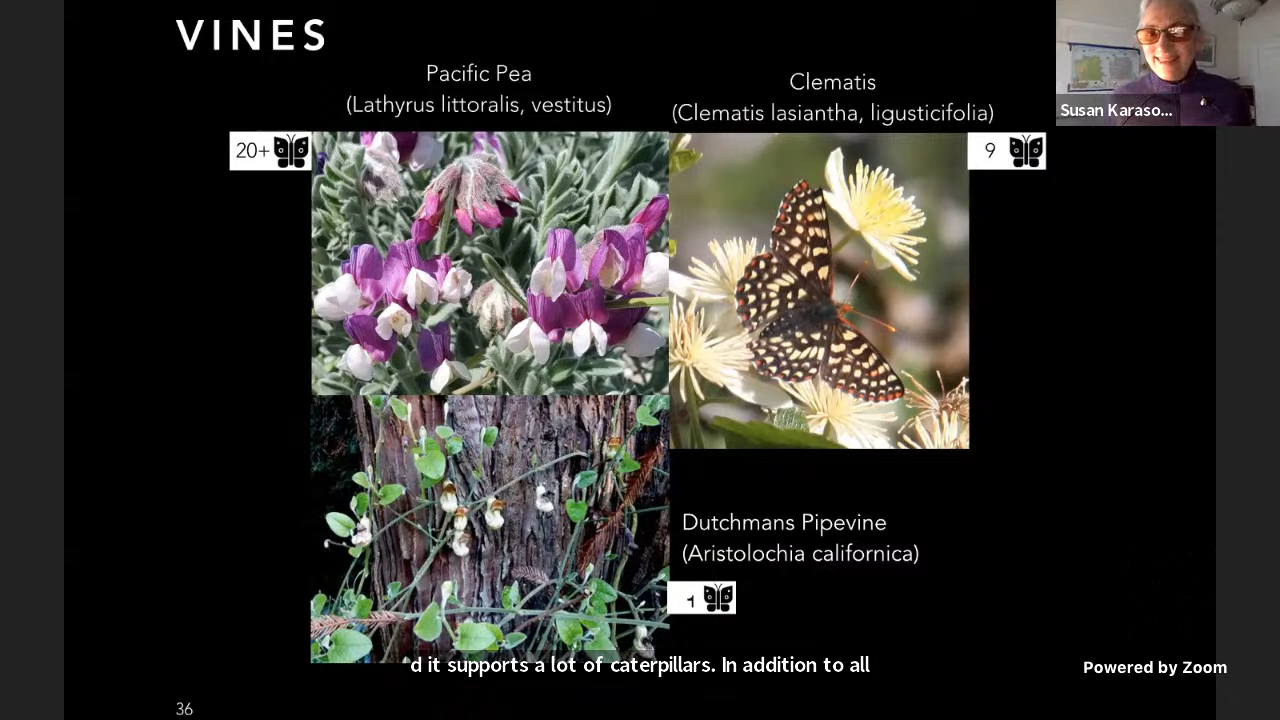 VINES
Pacific Pea
(Lathyrus littoralis, vestitus)
Clematis
(Clematis lasiantha, ligusticifolia)
Susan Karaso...
20+
9
Dutchmans Pipevine
(Aristolochia californica)
1
d it supports a lot of caterpillars. In addition to all
Powered by Zoom
36